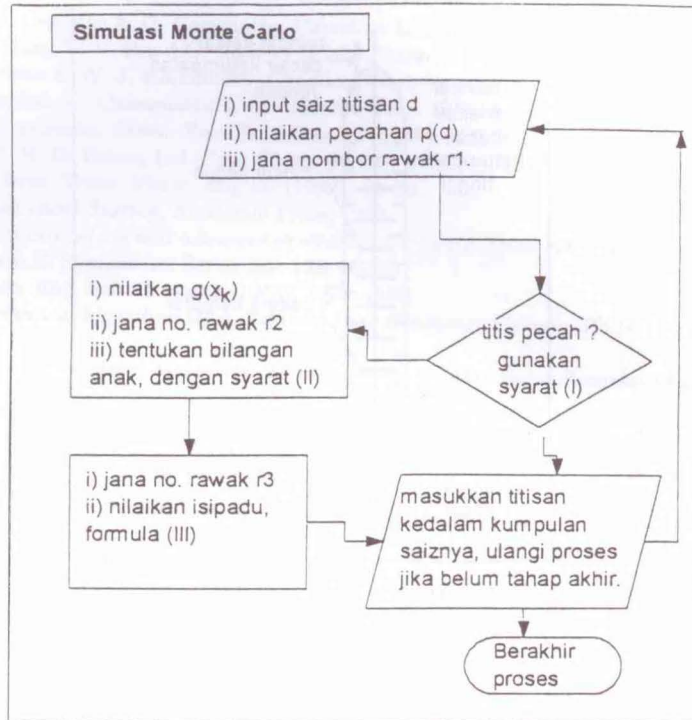 Simulasi Monte Carlo
i) input saiz titisan d
ii) nilaikan pecahan p(d)
iii) jana nombor rawak r1.
titis pecah ?
gunakan
syarat (I)
i) nilaikan g(xk)
ii) jana no. rawak r2
iii) tentukan bilangan
anak, dengan syarat (II)
i) jana no. rawak r3
ii) nilaikan isipadu,
formula (III)
masukkan titisan
kedalam kumpulan
saiznya, ulangi proses
jika belum tahap akhir.
Berakhir
proses